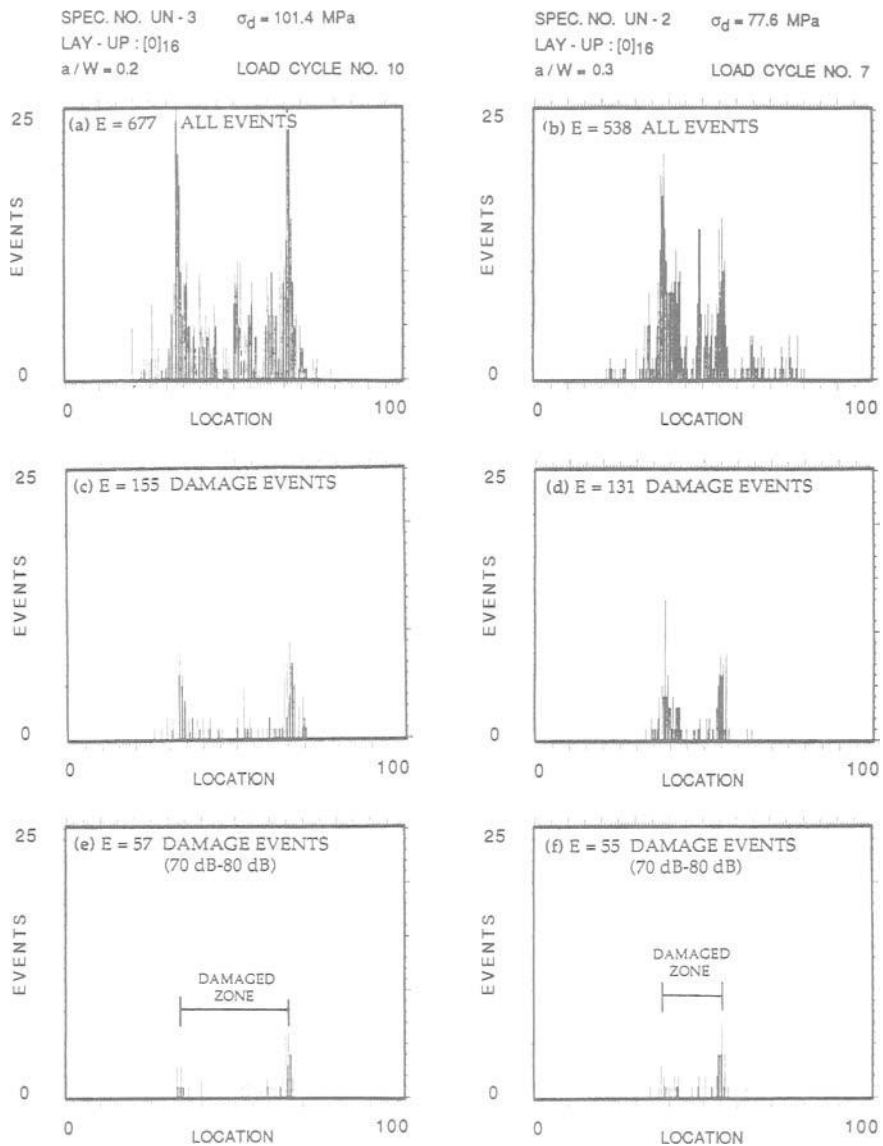 SPEC. NO. UN - 3 σd = 101.4 MPa
LAY - UP : [0]16
a / W = 0.2 LOAD CYCLE NO. 10
SPEC. NO. UN - 2 σd = 77.6 MPa
LAY - UP : [0]16
a / W = 0.3 LOAD CYCLE NO. 7
25
(a) E = 677 ALL EVENTS
EVENTS
0
0 100
LOCATION
25
(b) E = 538 ALL EVENTS
EVENTS
0
0 100
LOCATION
25
(c) E = 155 DAMAGE EVENTS
EVENTS
0
0 100
LOCATION
25
(d) E = 131 DAMAGE EVENTS
EVENTS
0
0 100
LOCATION
25
(e) E = 57 DAMAGE EVENTS
(70 dB-80 dB)
DAMAGED
ZONE
EVENTS
0
0 100
LOCATION
25
(f) E = 55 DAMAGE EVENTS
(70 dB-80 dB)
DAMAGED
ZONE
EVENTS
0
0 100
LOCATION